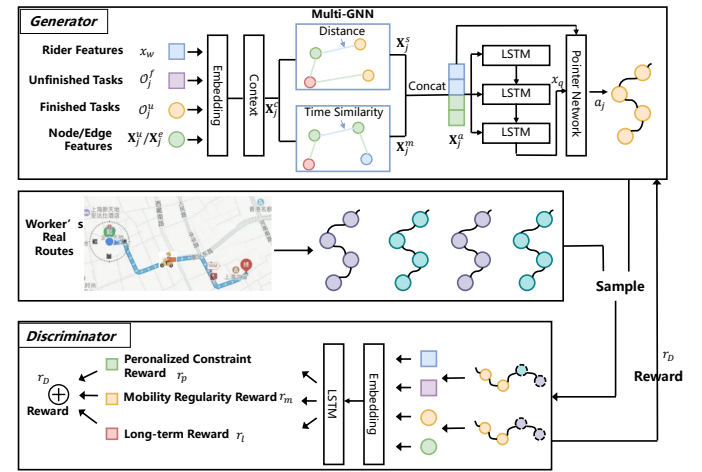 Generator
Multi-GNN
Rider Features x_w
Unfinished Tasks O_j^f
Finished Tasks O_j^u
Node/Edge
Features X_j^u/X_j^e
Embedding
Context
X_j^c
Distance
Time Similarity
X_j^s
Concat
X_j^m
X_j^a
LSTM
LSTM
LSTM
x_q
Pointer Network
a_j
Worker's
Real
Routes
Sample
Discriminator
r_D
Reward
Peronalized Constraint
Reward r_p
Mobility Regularity Reward r_m
Long-term Reward r_l
LSTM
Embedding
r_D
Reward